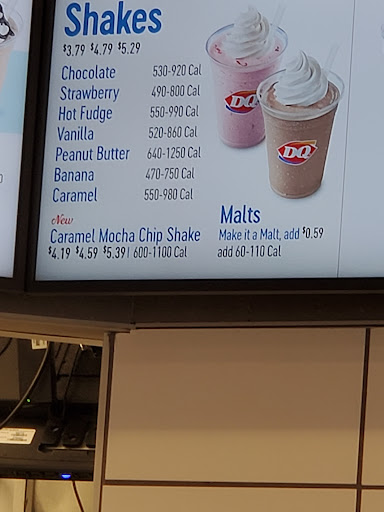 Shakes
$3.79 $4.79 $5.29
Chocolate 530-920 Cal
Strawberry 490-800 Cal
Hot Fudge 550-990 Cal
Vanilla 520-860 Cal
Peanut Butter 640-1250 Cal
Banana 470-750 Cal
Caramel 550-980 Cal
New
Caramel Mocha Chip Shake
$4.19 $4.59 $5.39| 600-1100 Cal
DQ
DQ
Malts
Make it a Malt, add $0.59
add 60-110 Cal